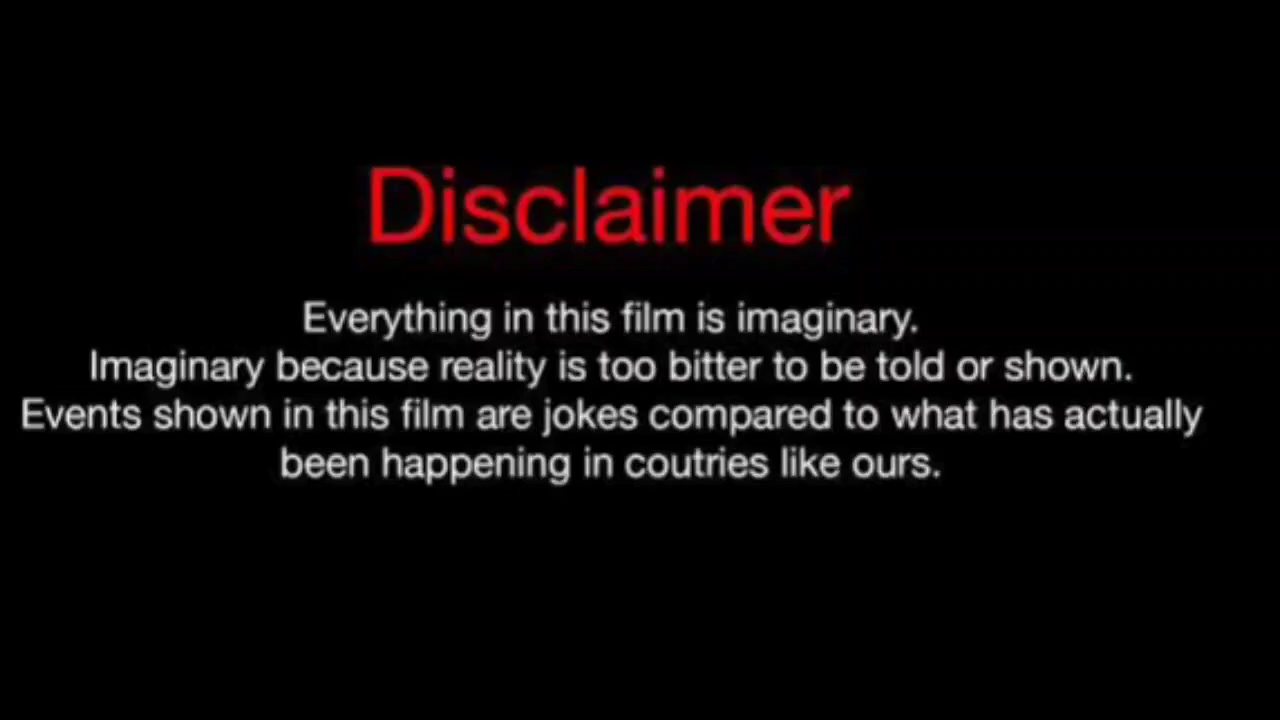 Disclaimer
Everything in this film is imaginary.
Imaginary because reality is too bitter to be told or shown.
Events shown in this film are jokes compared to what has actually
been happening in coutries like ours.